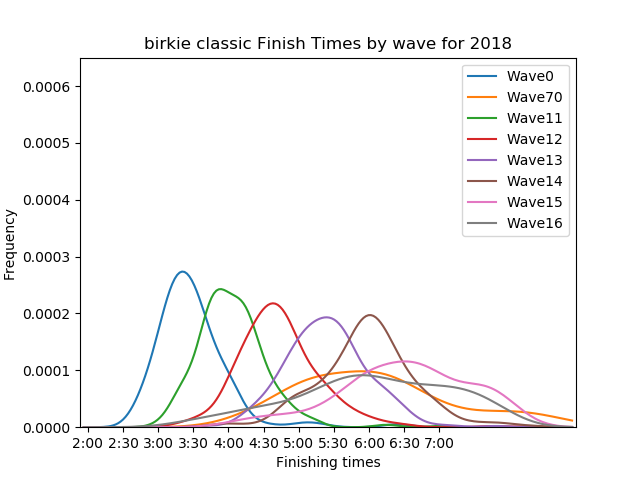 birkie classic Finish Times by wave for 2018
Frequency
0.0006
0.0005
0.0004
0.0003
0.0002
0.0001
0.0000
Wave0
Wave70
Wave11
Wave12
Wave13
Wave14
Wave15
Wave16
2:00 2:30 3:00 3:30 4:00 4:30 5:00 5:30 6:00 6:30 7:00
Finishing times